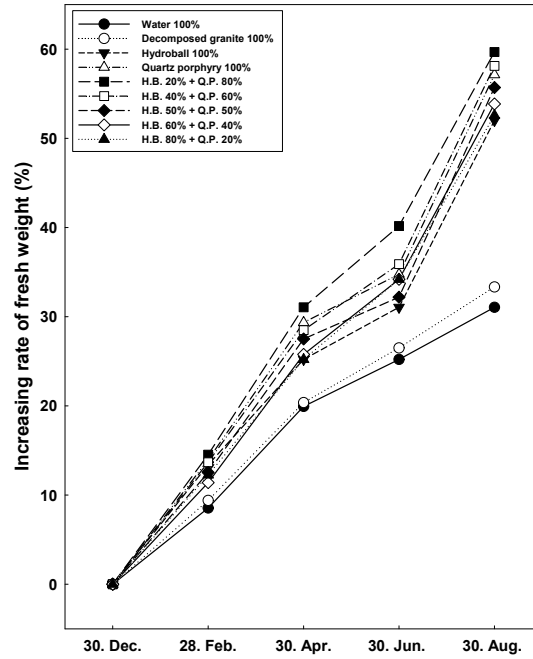 Water 100%
Decomposed granite 100%
Hydroball 100%
Quartz porphyry 100%
H.B. 20% + Q.P. 80%
H.B. 40% + Q.P. 60%
H.B. 50% + Q.P. 50%
H.B. 60% + Q.P. 40%
H.B. 80% + Q.P. 20%
Increasing rate of fresh weight (%)
60
50
40
30
20
10
0
30. Dec. 28. Feb. 30. Apr. 30. Jun. 30. Aug.